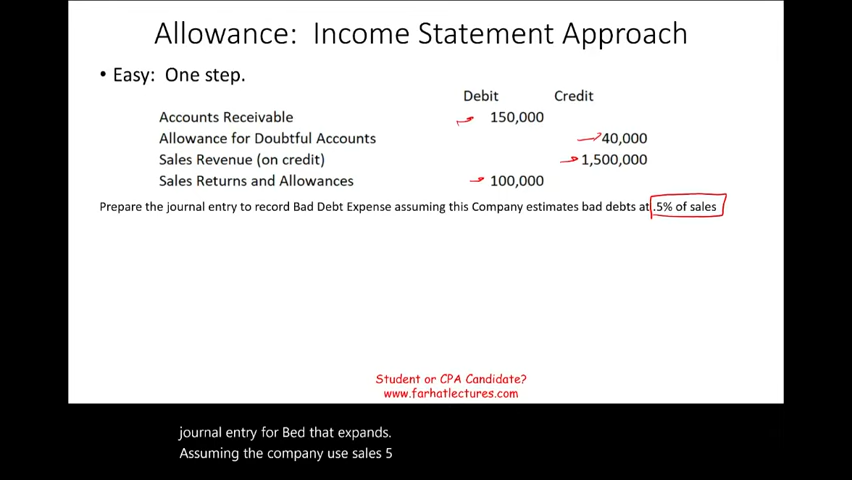 Allowance: Income Statement Approach
• Easy: One step.
Debit Credit
Accounts Receivable 150,000
Allowance for Doubtful Accounts 40,000
Sales Revenue (on credit) 1,500,000
Sales Returns and Allowances 100,000
Prepare the journal entry to record Bad Debt Expense assuming this Company estimates bad debts at .5% of sales
Student or CPA Candidate?
www.farhatlectures.com
journal entry for Bed that expands.
Assuming the company use sales 5